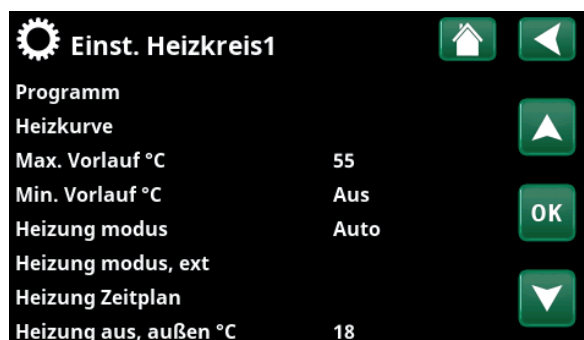 Einst. Heizkreis1
Programm
Heizkurve
Max. Vorlauf °C 55
Min. Vorlauf °C Aus
Heizung modus Auto
OK
Heizung modus, ext
Heizung Zeitplan
Heizung aus, außen °C 18